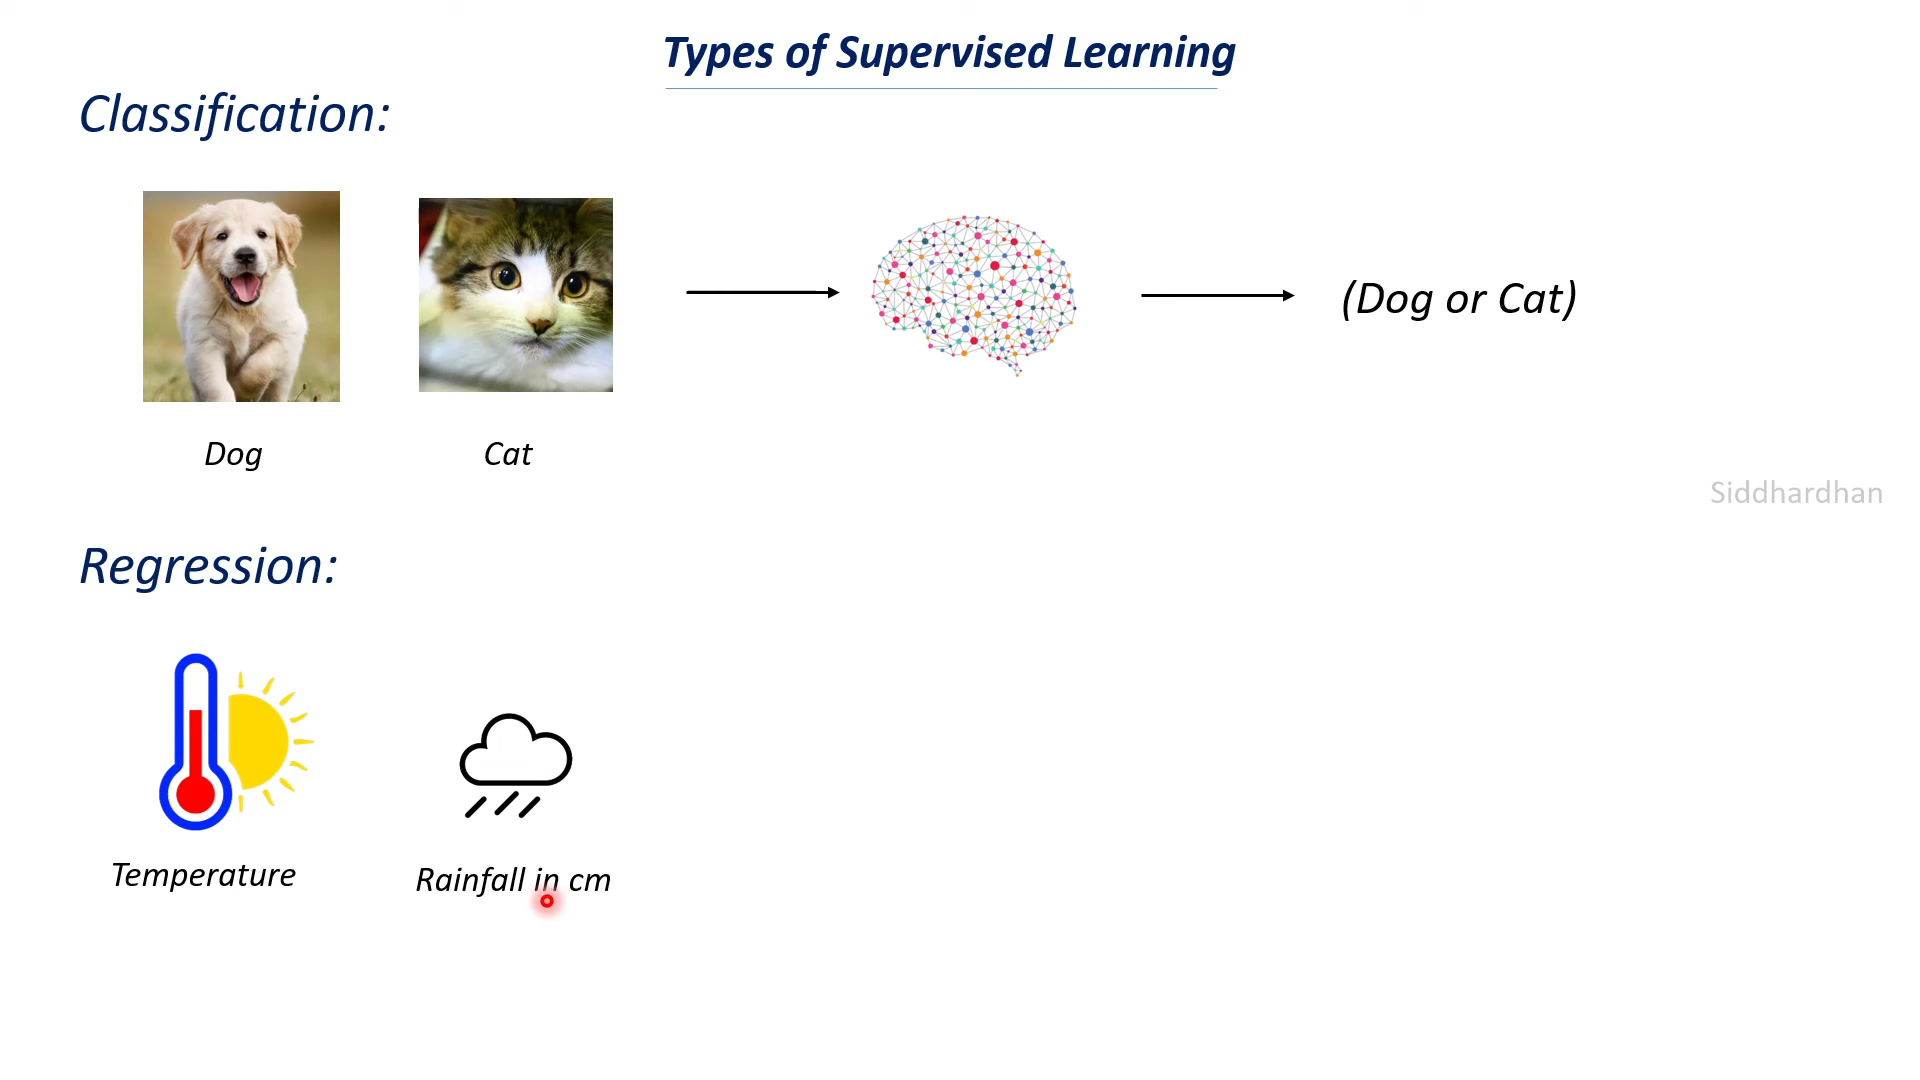 Types of Supervised Learning
Classification:
(Dog or Cat)
Dog
Cat
Siddhardhan
Regression:
Temperature
Rainfall in cm